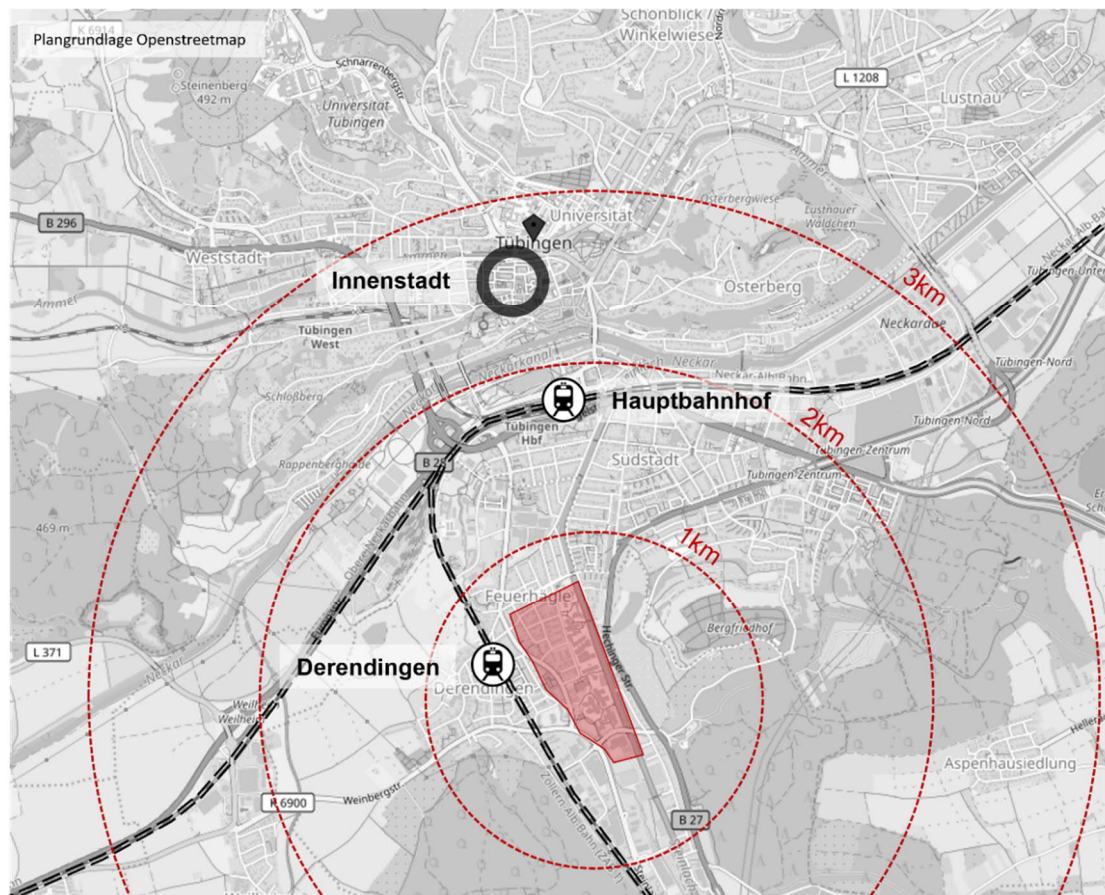 K 6914
Plangrundlage Openstreetmap
Schönblick /
Winkelwiese
Schnarrenbergstr
Steinenberg
492 m
Universität
Tübingen
L 1208
Lustnau
Ammer
Osterbergwiese
Lustnauer
Wäldchen
B 296
Universität
Tübingen
Weststadt
Innenstadt
Osterberg
3km
Neckar-Alb-Bahn
Ammer
Tübingen
West
Neckaraue
Neckarkanal
Neckar
Tübingen-Nord
Neckar-Alb-Bahn
Schloßberg
Hauptbahnhof
Tübingen-Nord
Tübingen
Hbf
2km
Tübingen-Zentrum
Rappenberghalde
B 28
Südstadt
Tübingen-Zentrum
469 m
1km
Feuerhägle
Bergfriedhof
Hechinger Str.
L 371
Neckar
Derendingen
Derendingen
Weilheim
Aspenhausiedlung
K 6900
Weinbergstr
B 27